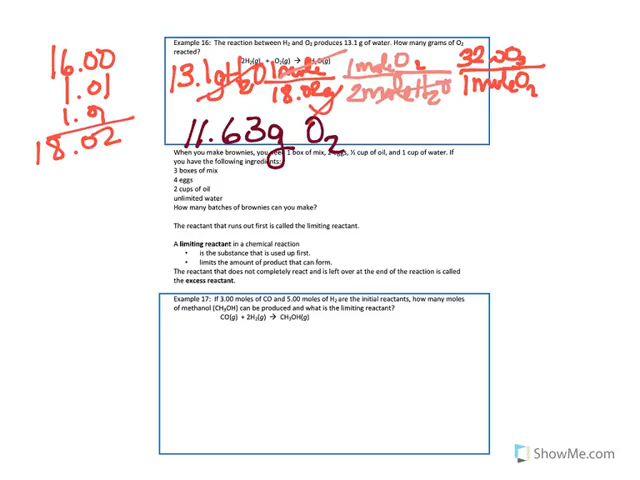 Example 16: The reaction between H₂ and O₂ produces 13.1 g of water. How many grams of O₂
reacted?
2H₂(g) + O₂(g) → H₂O(g)
16.00
1.01
1.01
18.02
13.1g H₂O 1 mole 1 mole O₂ 32.00
18.02g 2 mole H₂O 1 mole O₂
11.63g O₂
When you make brownies, you 1 box of mix, eggs, ½ cup of oil, and 1 cup of water. If
you have the following ingredients:
3 boxes of mix
4 eggs
2 cups of oil
unlimited water
How many batches of brownies can you make?
The reactant that runs out first is called the limiting reactant.
A limiting reactant in a chemical reaction
• is the substance that is used up first.
• limits the amount of product that can form.
The reactant that does not completely react and is left over at the end of the reaction is called
the excess reactant.
Example 17: If 3.00 moles of CO and 5.00 moles of H₂ are the initial reactants, how many moles
of methanol (CH₃OH) can be produced and what is the limiting reactant?
CO(g) + 2H₂(g) → CH₃OH(g)
ShowMe.com